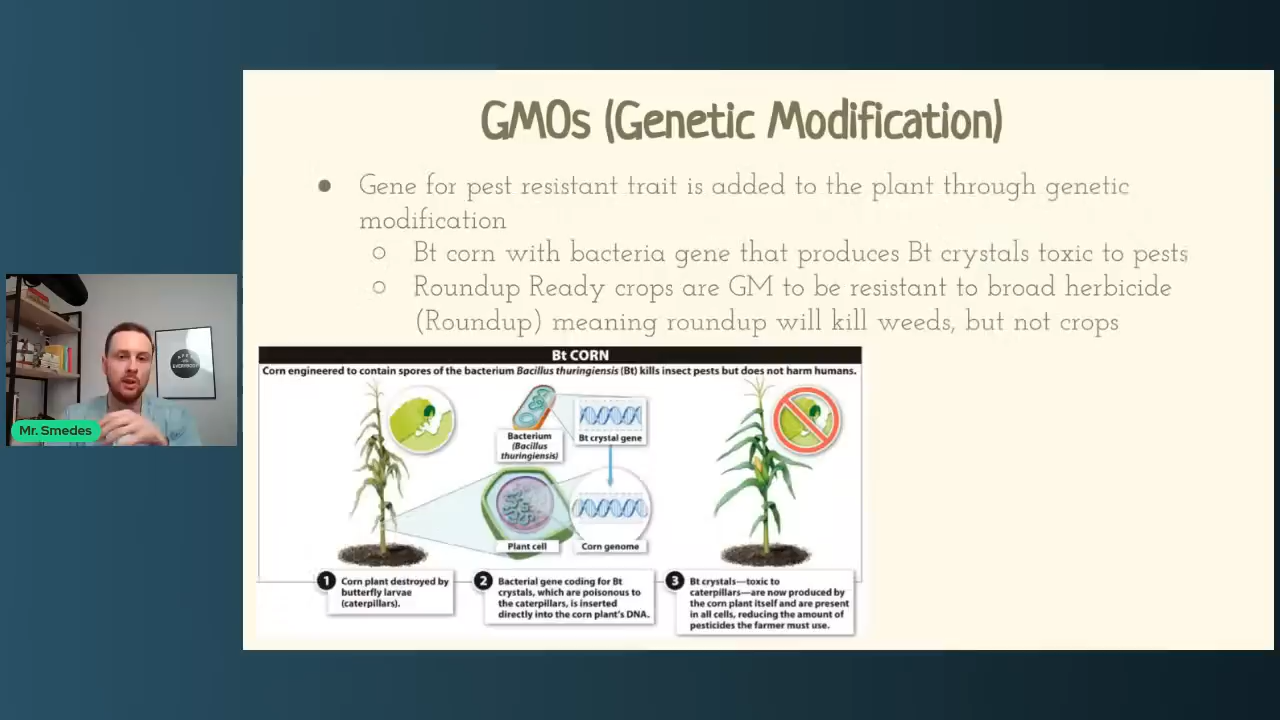 GMOs (Genetic Modification)
● Gene for pest resistant trait is added to the plant through genetic
modification
○ Bt corn with bacteria gene that produces Bt crystals toxic to pests
○ Roundup Ready crops are GM to be resistant to broad herbicide
(Roundup) meaning roundup will kill weeds, but not crops
Bt CORN
Corn engineered to contain spores of the bacterium Bacillus thuringiensis (Bt) kills insect pests but does not harm humans.
Bacterium
(Bacillus
thuringiensis)
Bt crystal gene
Plant cell
Corn genome
1 Corn plant destroyed by
butterfly larvae
(caterpillars).
2 Bacterial gene coding for Bt
crystals, which are poisonous to
the caterpillars, is inserted
directly into the corn plant's DNA.
3 Bt crystals—toxic to
caterpillars—are now produced by
the corn plant itself and are present
in all cells, reducing the amount of
pesticides the farmer must use.
Mr. Smedes